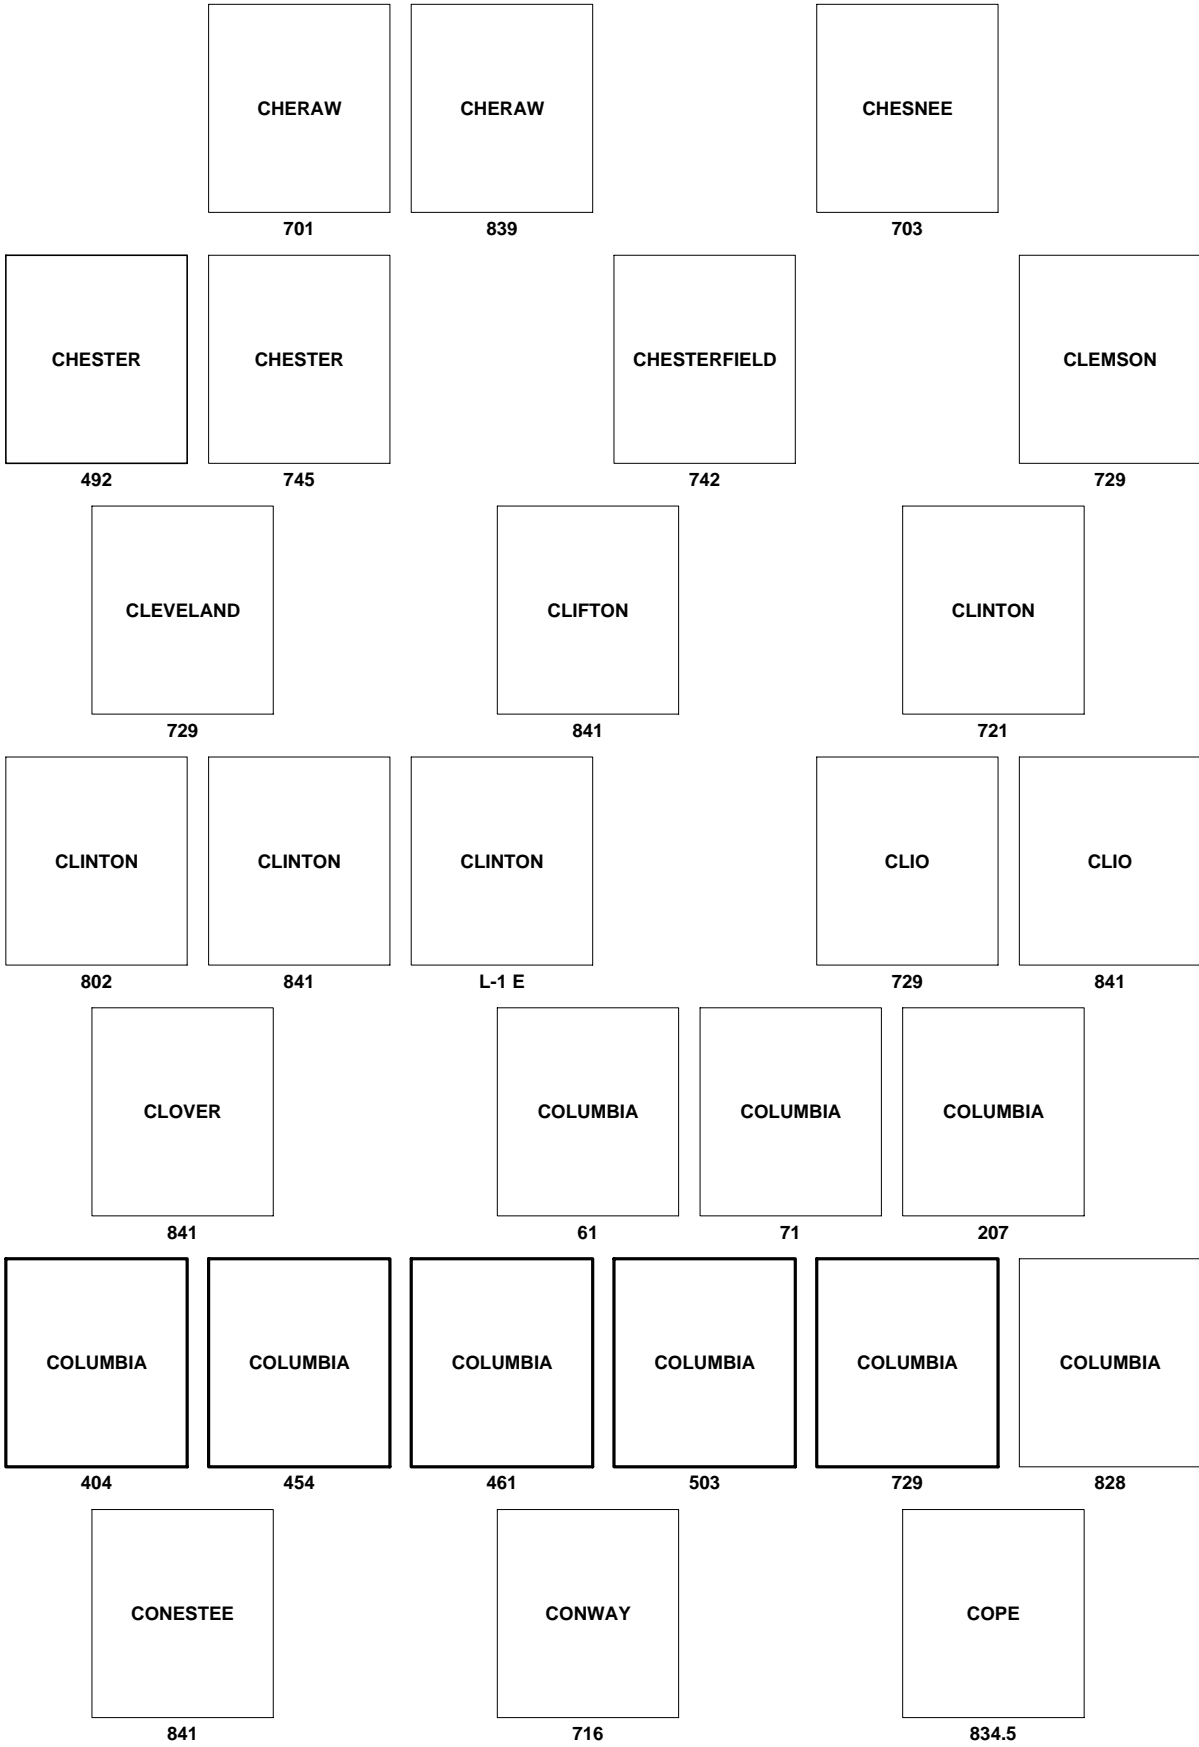 CHERAW CHERAW CHESNEE
701 839 703
CHESTER CHESTER CHESTERFIELD CLEMSON
492 745 742 729
CLEVELAND CLIFTON CLINTON
729 841 721
CLINTON CLINTON CLINTON CLIO CLIO
802 841 L-1 E 729 841
CLOVER COLUMBIA COLUMBIA COLUMBIA
841 61 71 207
COLUMBIA COLUMBIA COLUMBIA COLUMBIA COLUMBIA COLUMBIA
404 454 461 503 729 828
CONESTEE CONWAY COPE
841 716 834.5